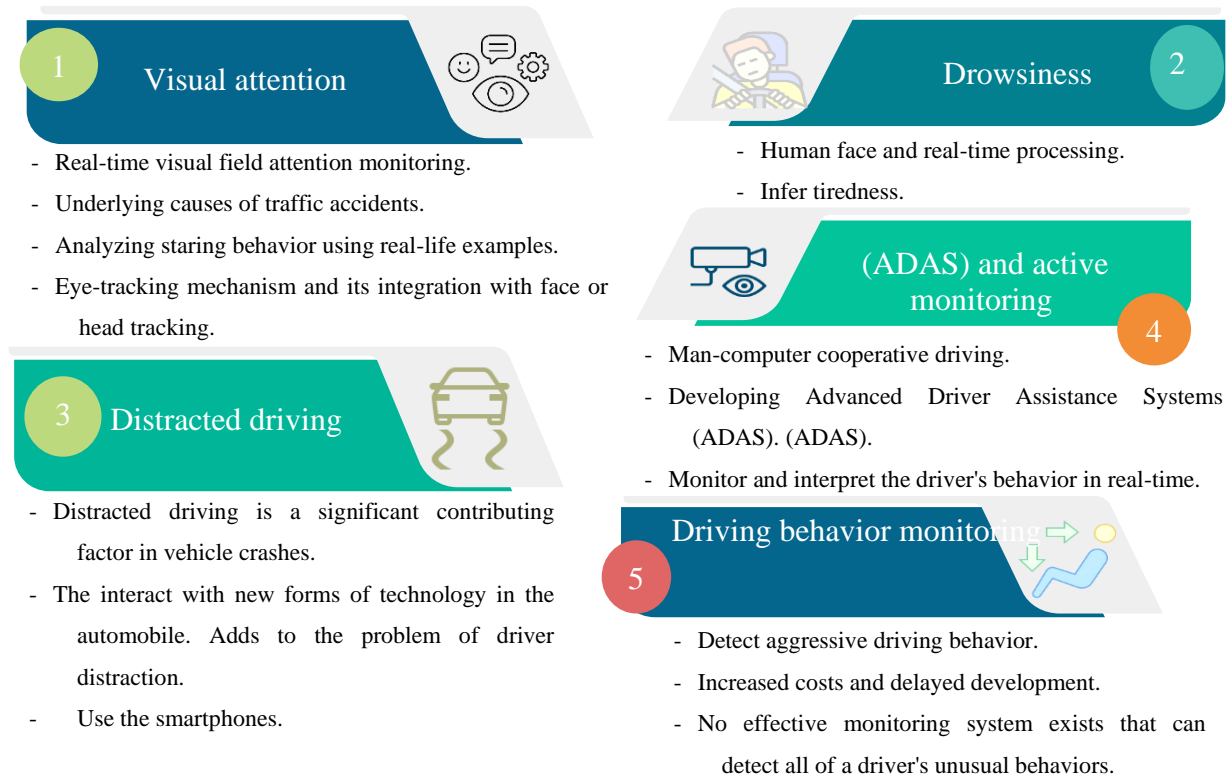 1
Visual attention
- Real-time visual field attention monitoring.
- Underlying causes of traffic accidents.
- Analyzing staring behavior using real-life examples.
- Eye-tracking mechanism and its integration with face or
head tracking.
2
Drowsiness
- Human face and real-time processing.
- Infer tiredness.
3
Distracted driving
- Distracted driving is a significant contributing
factor in vehicle crashes.
- The interact with new forms of technology in the
automobile. Adds to the problem of driver
distraction.
- Use the smartphones.
(ADAS) and active
monitoring
4
- Man-computer cooperative driving.
- Developing Advanced Driver Assistance Systems
(ADAS). (ADAS).
- Monitor and interpret the driver's behavior in real-time.
Driving behavior monitoring
5
- Detect aggressive driving behavior.
- Increased costs and delayed development.
- No effective monitoring system exists that can
detect all of a driver's unusual behaviors.